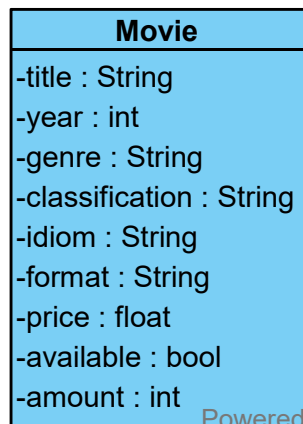 Movie
-title : String
-year : int
-genre : String
-classification : String
-idiom : String
-format : String
-price : float
-available : bool
-amount : int
Powered